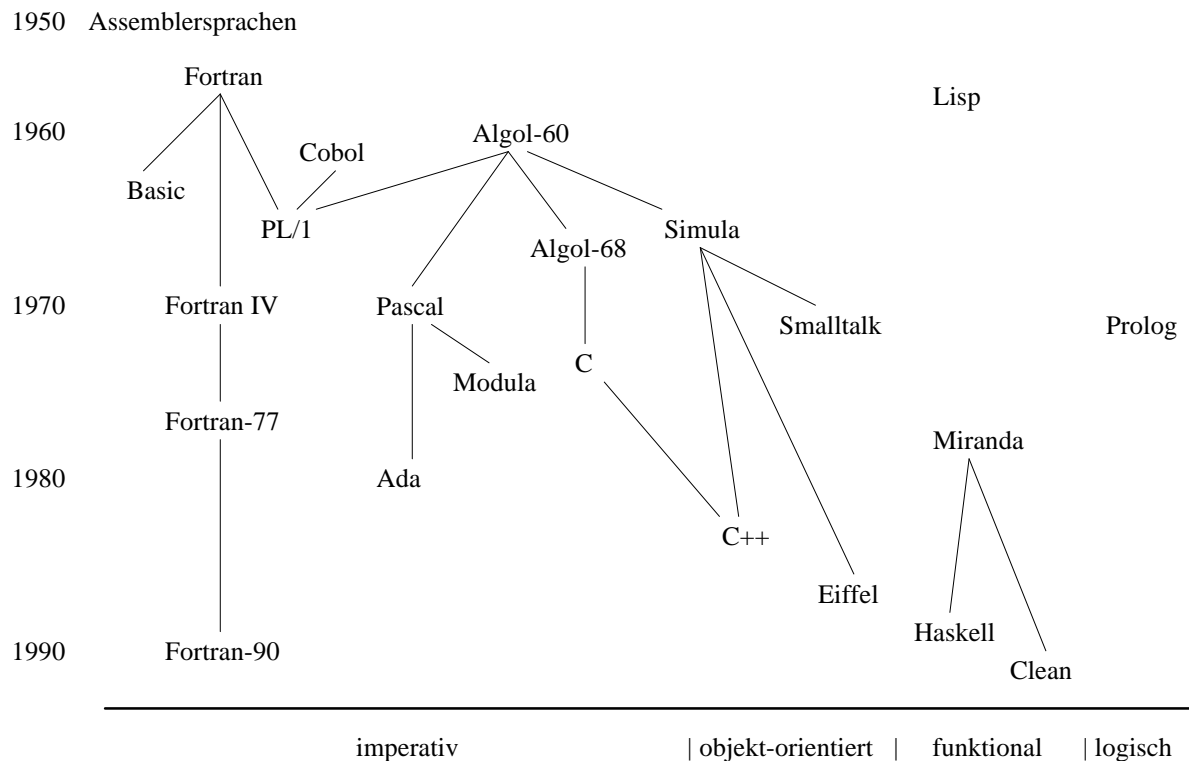 1950 Assemblersprachen
Fortran
Lisp
1960
Algol-60
Cobol
Basic
PL/1
Simula
Algol-68
1970 Fortran IV Pascal
Smalltalk Prolog
C
Modula
Fortran-77
Miranda
1980 Ada
C++
Eiffel
Haskell
1990 Fortran-90
Clean
imperativ | objekt-orientiert | funktional | logisch